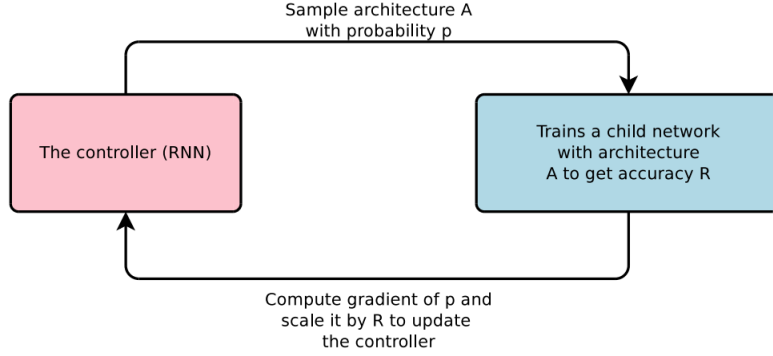 Sample architecture A
with probability p
The controller (RNN)
Trains a child network
with architecture
A to get accuracy R
Compute gradient of p and
scale it by R to update
the controller